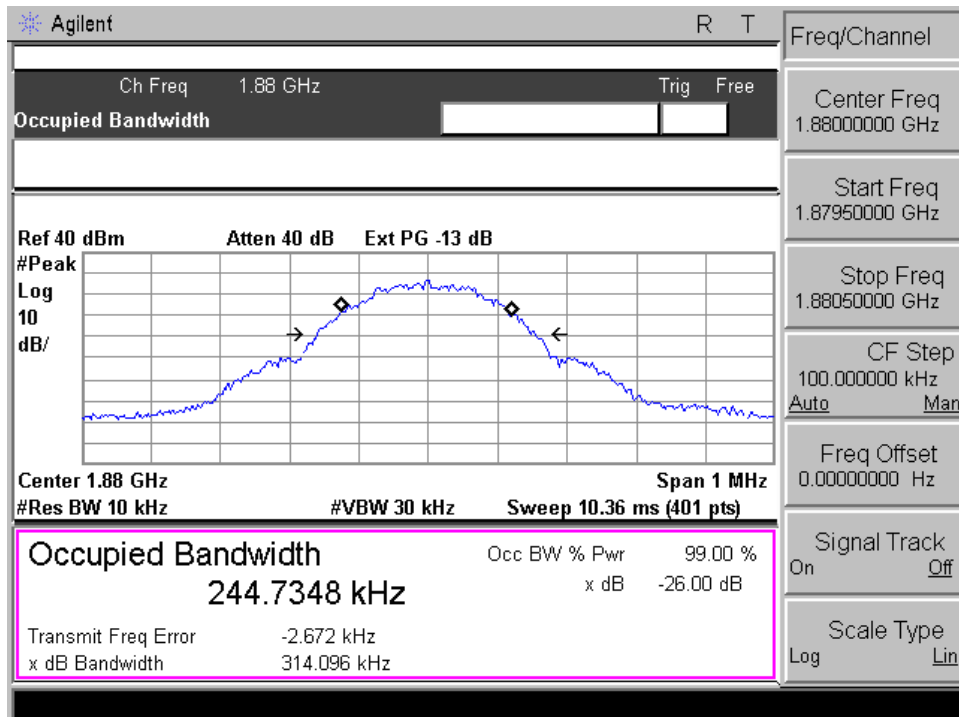 Agilent R T
Ch Freq 1.88 GHz Trig Free
Occupied Bandwidth
Ref 40 dBm Atten 40 dB Ext PG -13 dB
#Peak
Log
10
dB/
Center 1.88 GHz Span 1 MHz
#Res BW 10 kHz #VBW 30 kHz Sweep 10.36 ms (401 pts)
Occupied Bandwidth Occ BW % Pwr 99.00 %
244.7348 kHz x dB -26.00 dB
Transmit Freq Error -2.672 kHz
x dB Bandwidth 314.096 kHz
Freq/Channel
Center Freq
1.88000000 GHz
Start Freq
1.87950000 GHz
Stop Freq
1.88050000 GHz
CF Step
100.000000 kHz
Auto Man
Freq Offset
0.00000000 Hz
Signal Track
On Off
Scale Type
Log Lin